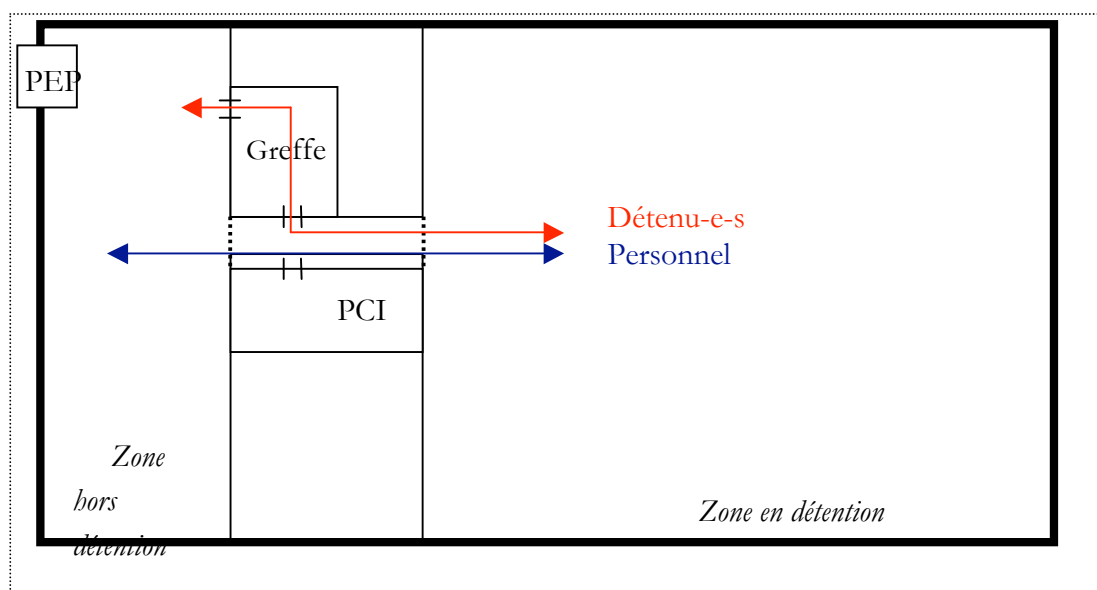 PEP
Greffe
Détenu-e-s
Personnel
PCI
Zone
hors
détention
Zone en détention